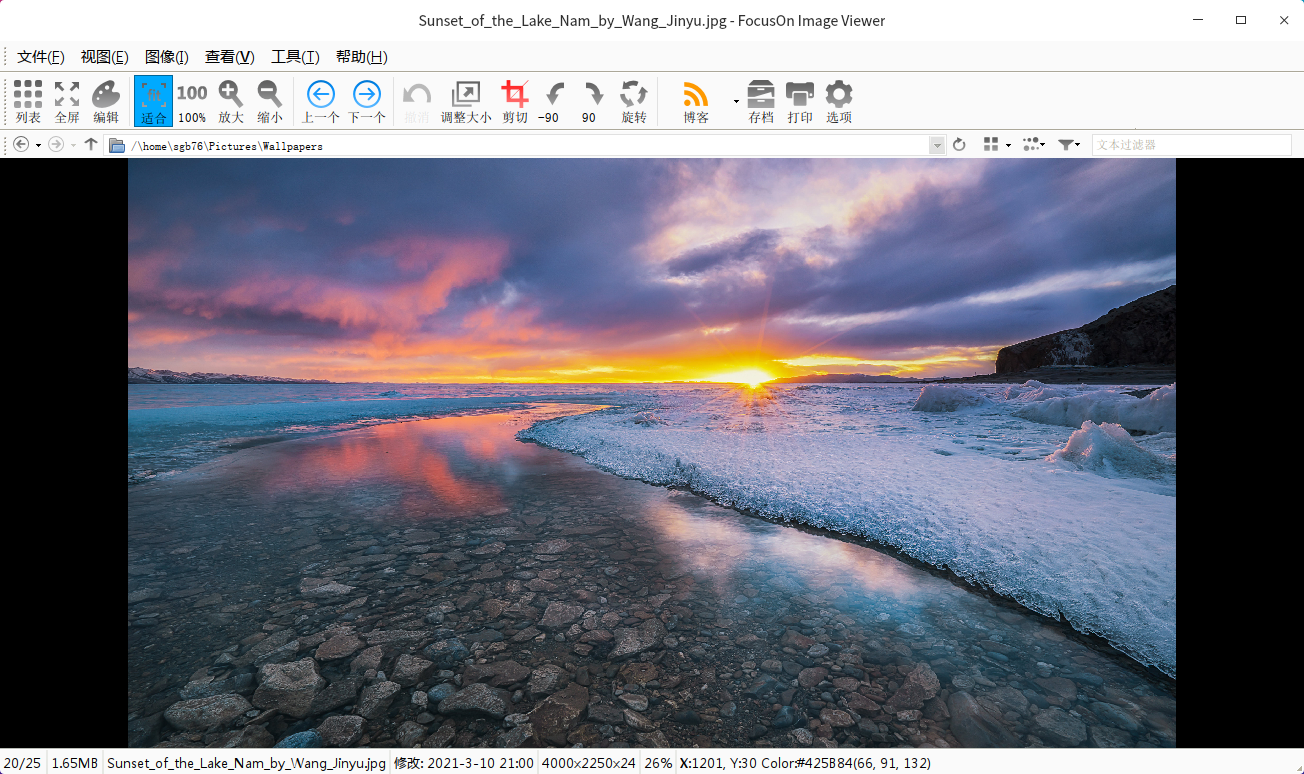 Sunset_of_the_Lake_Nam_by_Wang_Jinyu.jpg - FocusOn Image Viewer
文件(F) 视图(E) 图像(I) 查看(V) 工具(T) 帮助(H)
fit 100
列表 全屏 编辑 适合 100% 放大 缩小 上一个 下一个 撤消 调整大小 剪切 -90 90 旋转 博客 存档 打印 选项
/\home\sgb76\Pictures\Wallpapers 文本过滤器
20/25 1.65MB Sunset_of_the_Lake_Nam_by_Wang_Jinyu.jpg 修改: 2021-3-10 21:00 4000x2250x24 26% X:1201, Y:30 Color:#425B84(66, 91, 132)